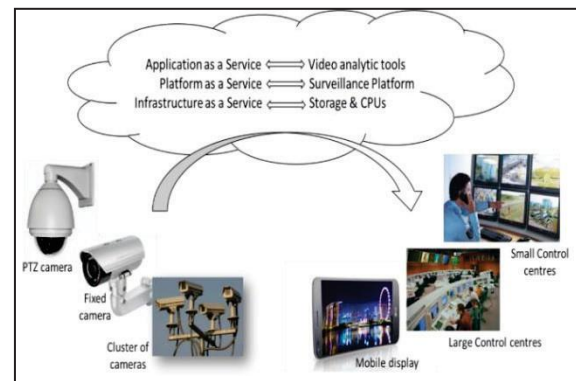 Application as a Service ⟺ Video analytic tools
Platform as a Service ⟺ Surveillance Platform
Infrastructure as a Service ⟺ Storage & CPUs
PTZ camera
Fixed
camera
Cluster of
cameras
Mobile display
Small Control
centres
Large Control centres